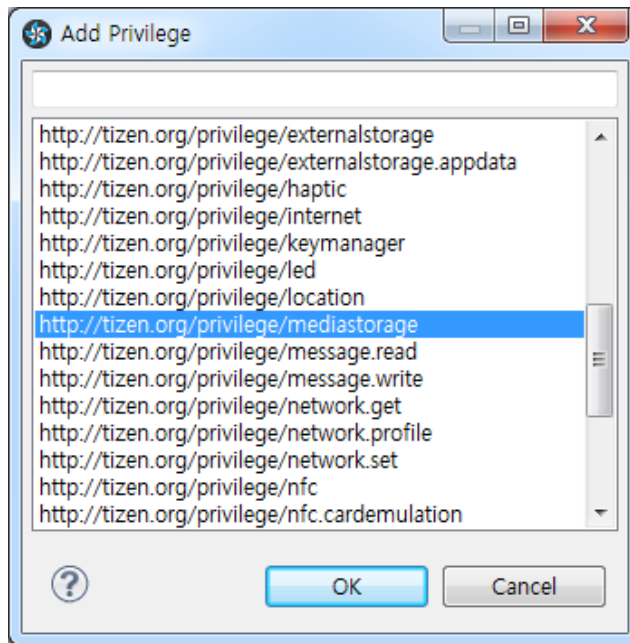 Add Privilege
http://tizen.org/privilege/externalstorage
http://tizen.org/privilege/externalstorage.appdata
http://tizen.org/privilege/haptic
http://tizen.org/privilege/internet
http://tizen.org/privilege/keymanager
http://tizen.org/privilege/led
http://tizen.org/privilege/location
http://tizen.org/privilege/mediastorage
http://tizen.org/privilege/message.read
http://tizen.org/privilege/message.write
http://tizen.org/privilege/network.get
http://tizen.org/privilege/network.profile
http://tizen.org/privilege/network.set
http://tizen.org/privilege/nfc
http://tizen.org/privilege/nfc.cardemulation
? OK Cancel